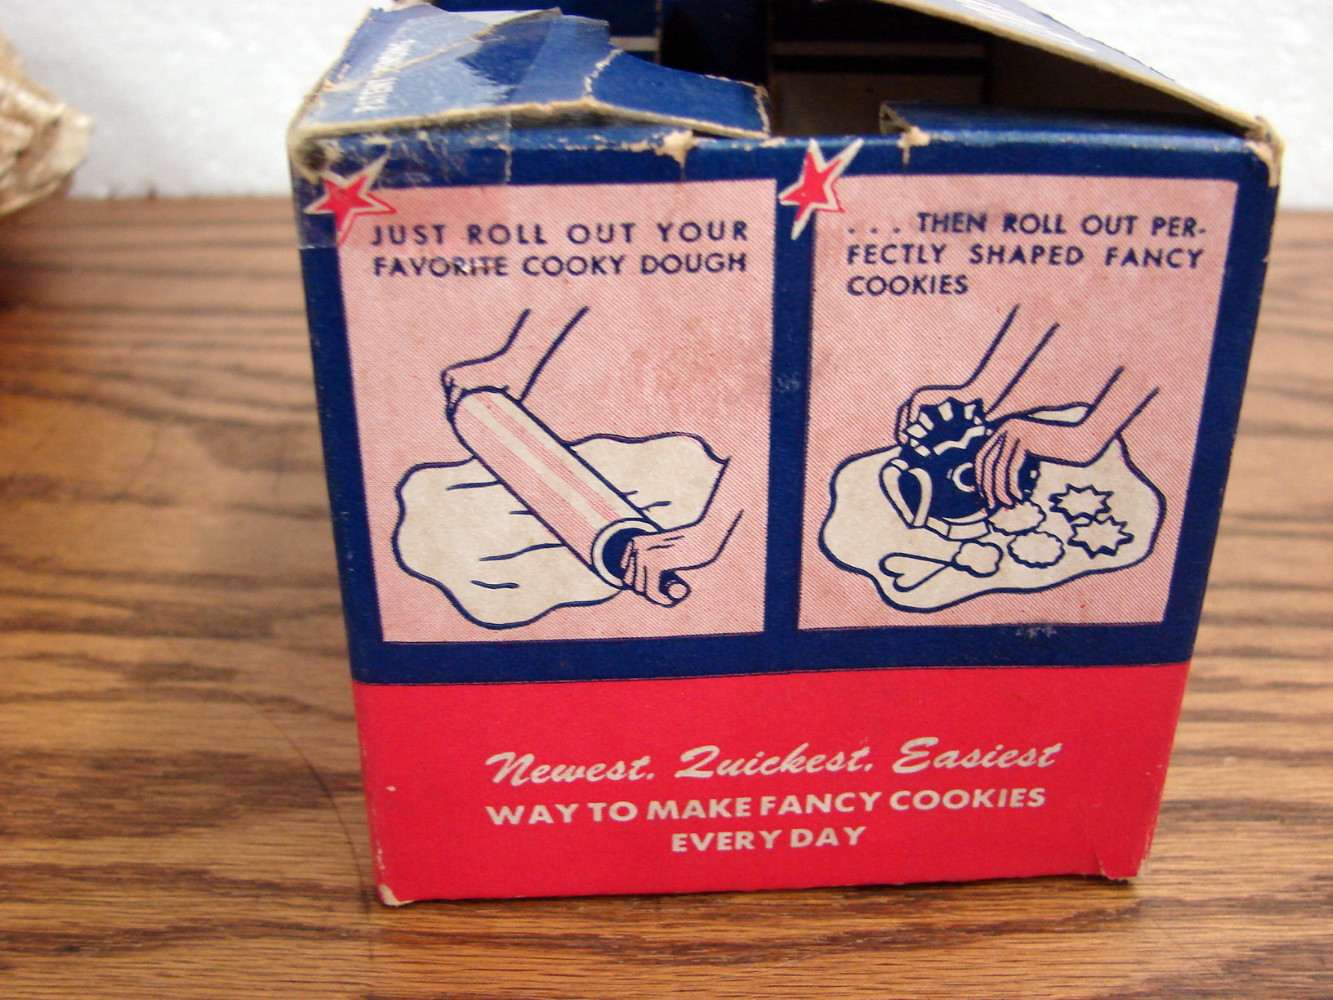 JUST ROLL OUT YOUR
FAVORITE COOKY DOUGH
. . . THEN ROLL OUT PER-
FECTLY SHAPED FANCY
COOKIES
Newest. Quickest. Easiest
WAY TO MAKE FANCY COOKIES
EVERY DAY